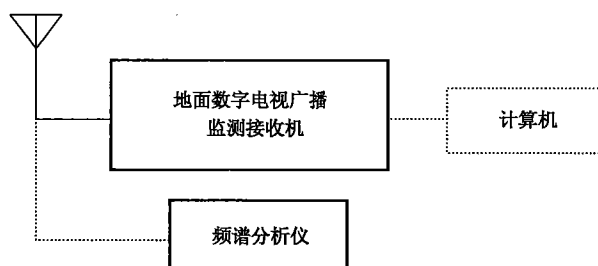 地面数字电视广播
监测接收机
计算机
频谱分析仪